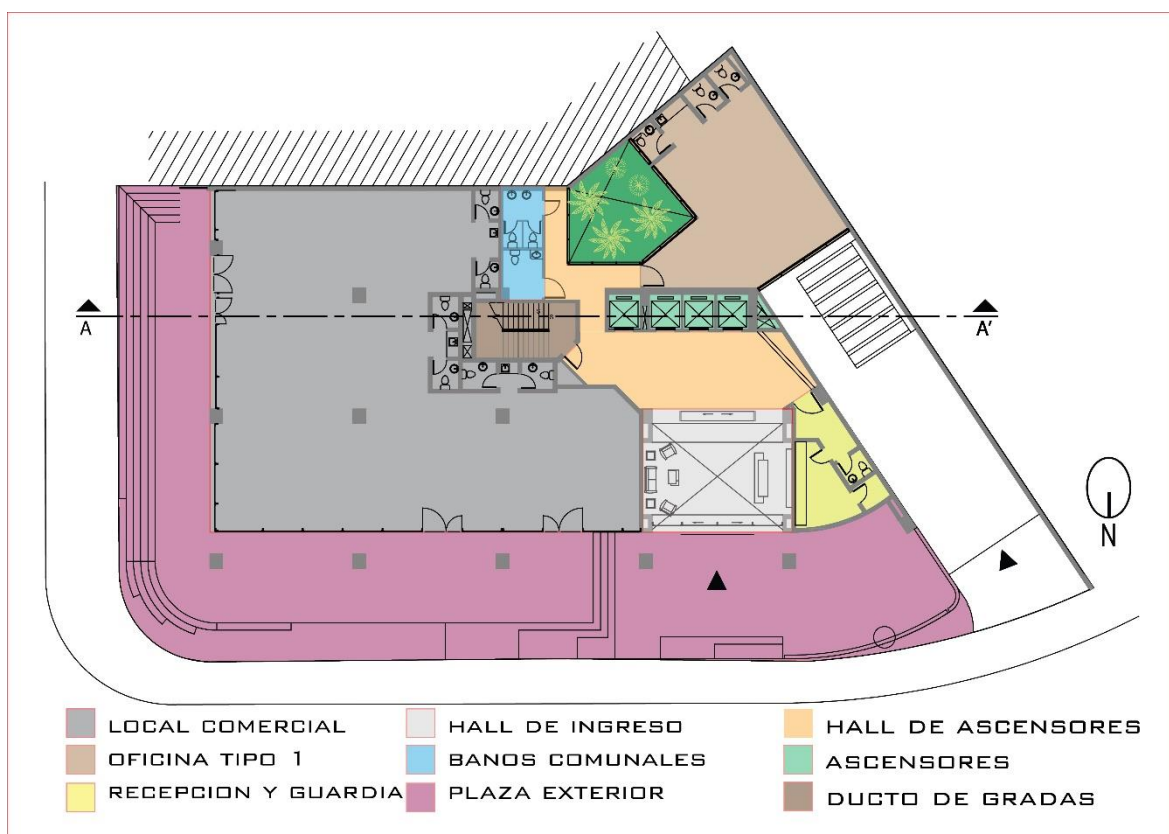 A
A'
N
LOCAL COMERCIAL
HALL DE INGRESO
HALL DE ASCENSORES
OFICINA TIPO 1
BANOS COMUNALES
ASCENSORES
RECEPCION Y GUARDIA
PLAZA EXTERIOR
DUCTO DE GRADAS